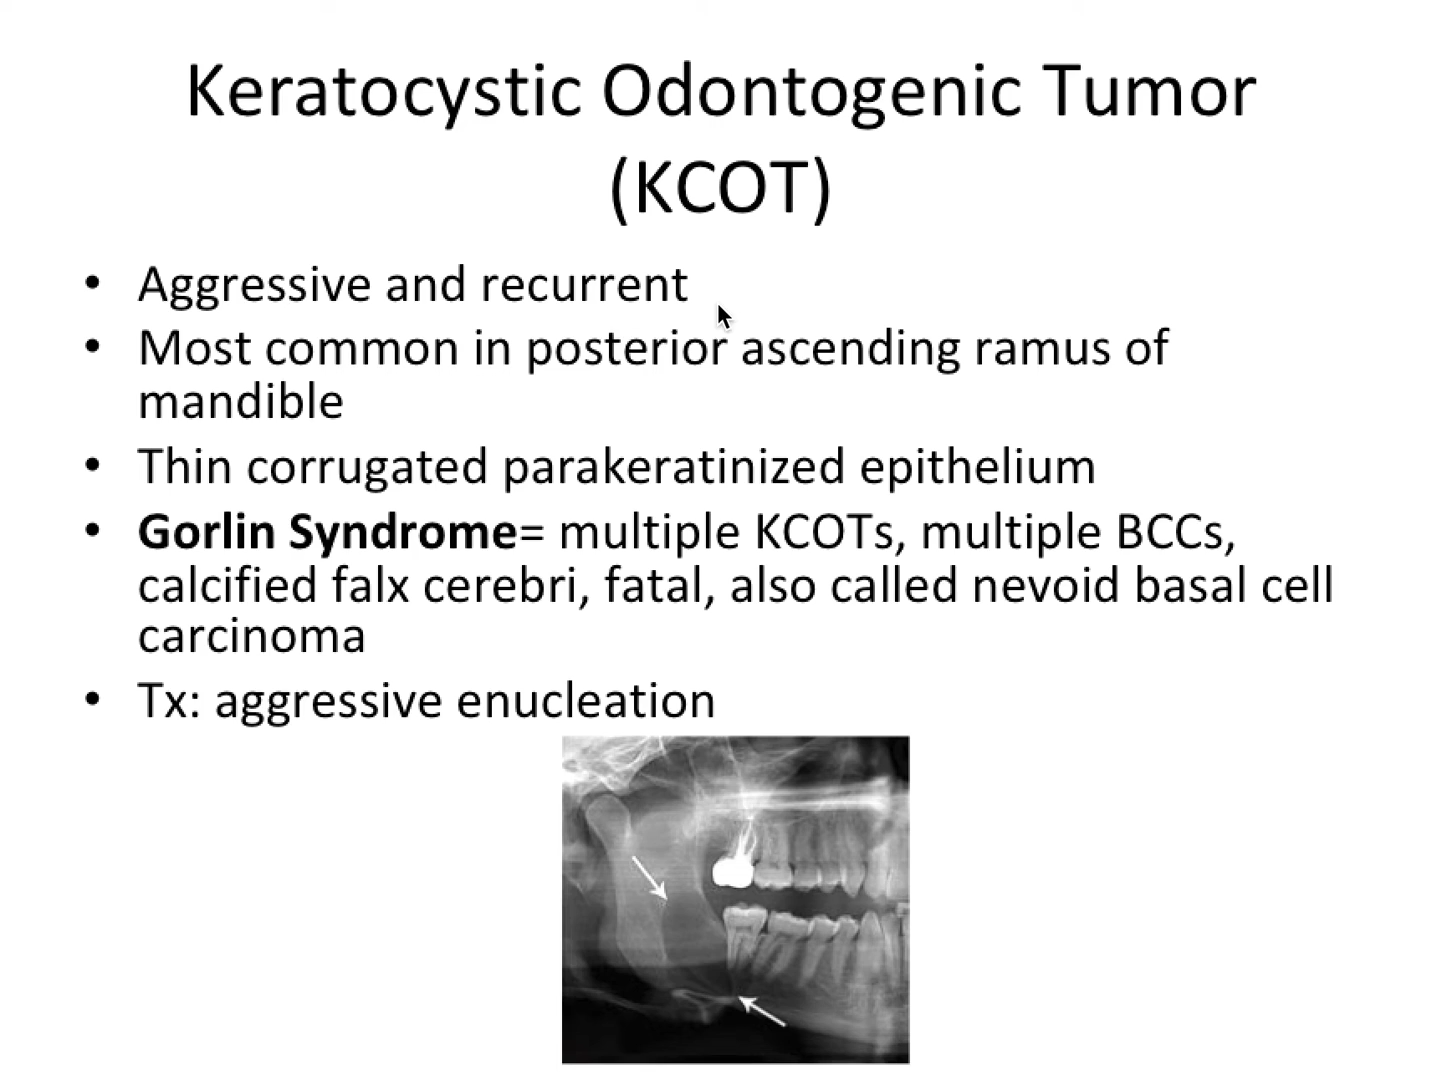 Keratocystic Odontogenic Tumor
(KCOT)
• Aggressive and recurrent
• Most common in posterior ascending ramus of
mandible
• Thin corrugated parakeratinized epithelium
• Gorlin Syndrome= multiple KCOTs, multiple BCCs,
calcified falx cerebri, fatal, also called nevoid basal cell
carcinoma
• Tx: aggressive enucleation